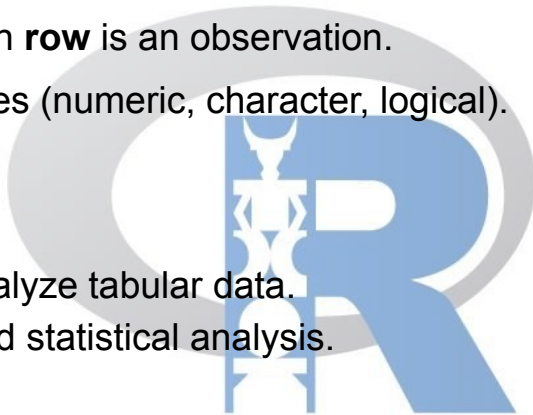 n row is an observation.
es (numeric, character, logical).
alyze tabular data.
d statistical analysis.